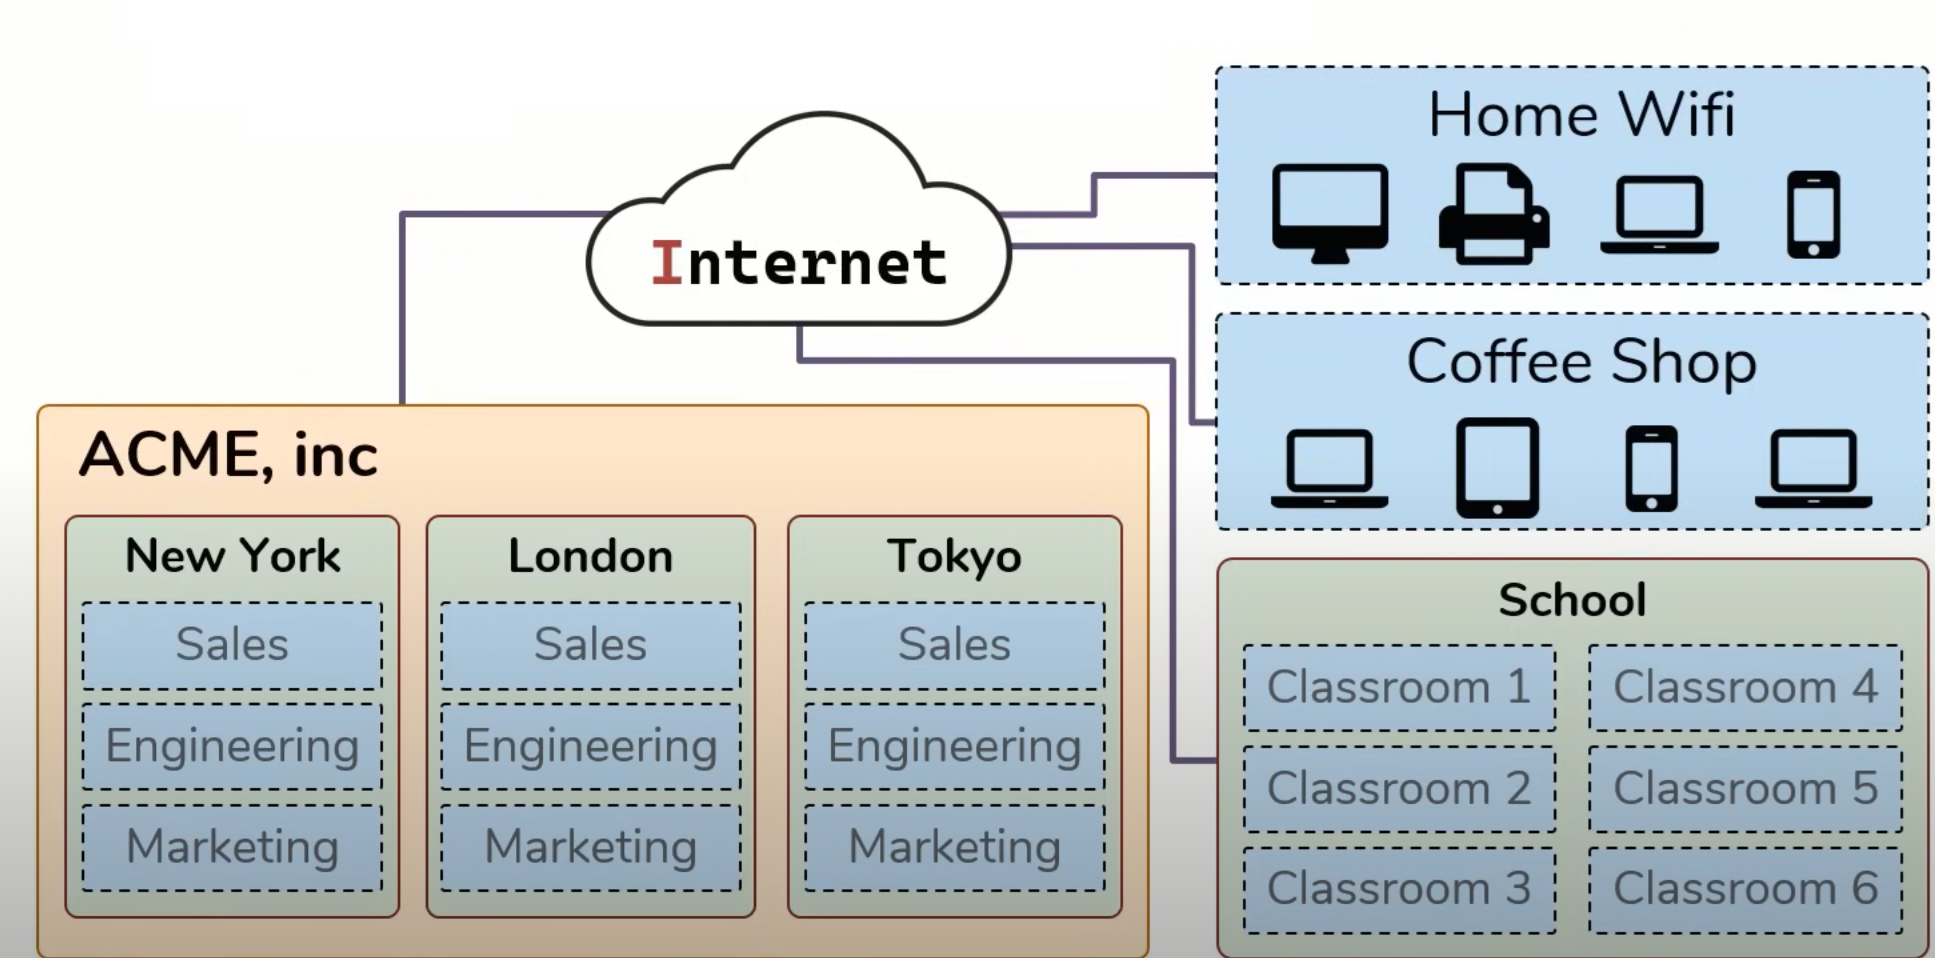 Internet
Home Wifi
Coffee Shop
ACME, inc
New York
Sales
Engineering
Marketing
London
Sales
Engineering
Marketing
Tokyo
Sales
Engineering
Marketing
School
Classroom 1
Classroom 2
Classroom 3
Classroom 4
Classroom 5
Classroom 6